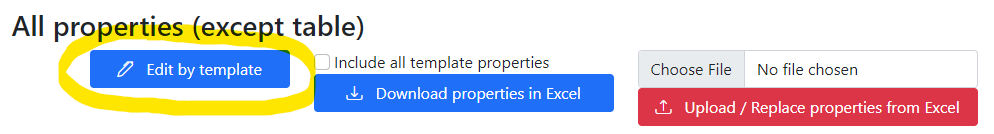 All properties (except table)
Edit by template
Include all template properties
Download properties in Excel
Choose File No file chosen
Upload / Replace properties from Excel